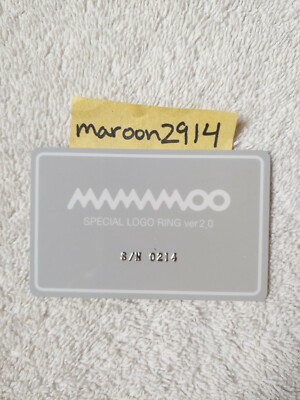 maroon2914
MAMAMOO
SPECIAL LOGO RING ver2.0
S/N 0214